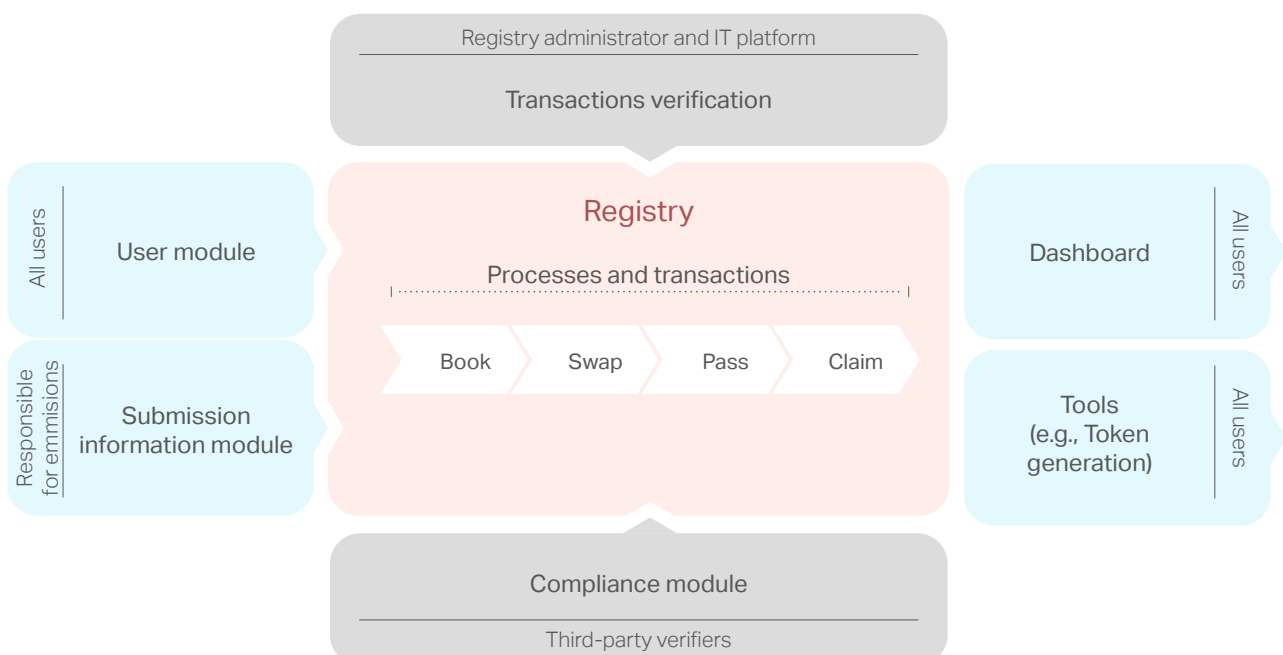 Registry administrator and IT platform
Transactions verification
All users
User module
Responsible
for emmisions
Submission
information module
Registry
Processes and transactions
Book
Swap
Pass
Claim
Dashboard
All users
Tools
(e.g., Token
generation)
All users
Compliance module
Third-party verifiers